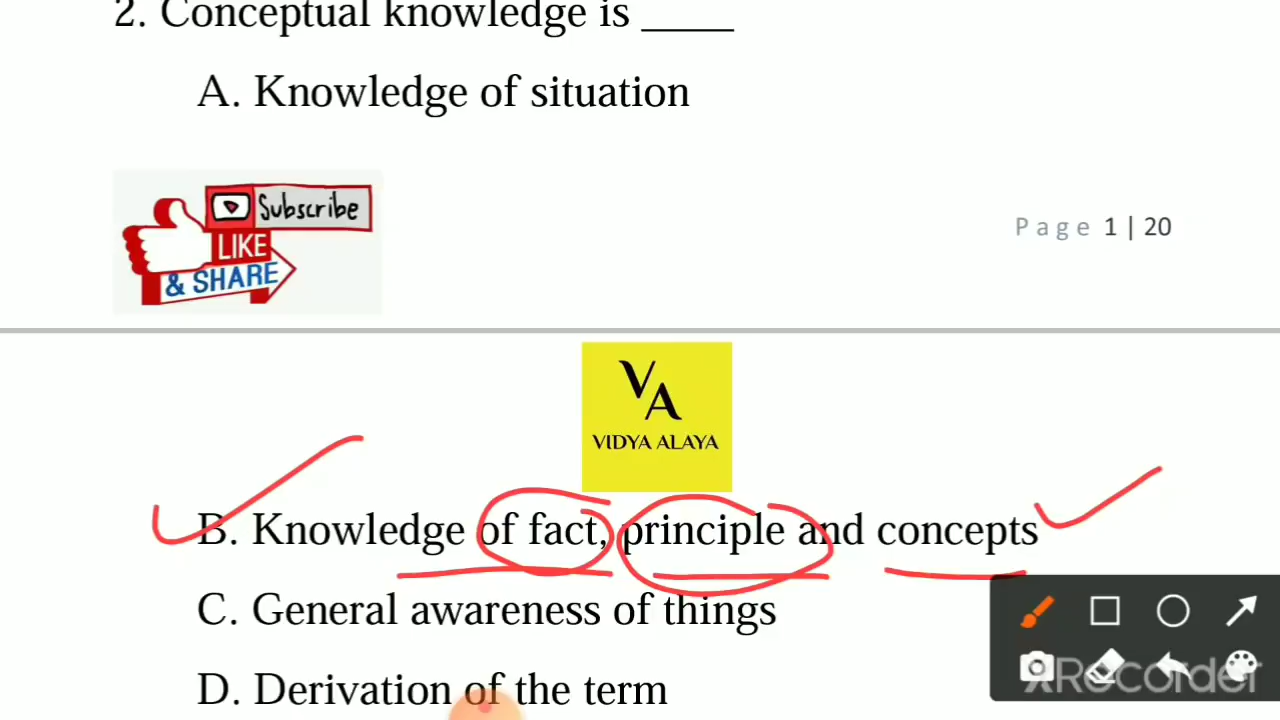 2. Conceptual knowledge is _____
A. Knowledge of situation
Subscribe
LIKE
& SHARE
Page 1 | 20
VA
VIDYA ALAYA
B. Knowledge of fact, principle and concepts
C. General awareness of things
D. Derivation of the term
XRecorder